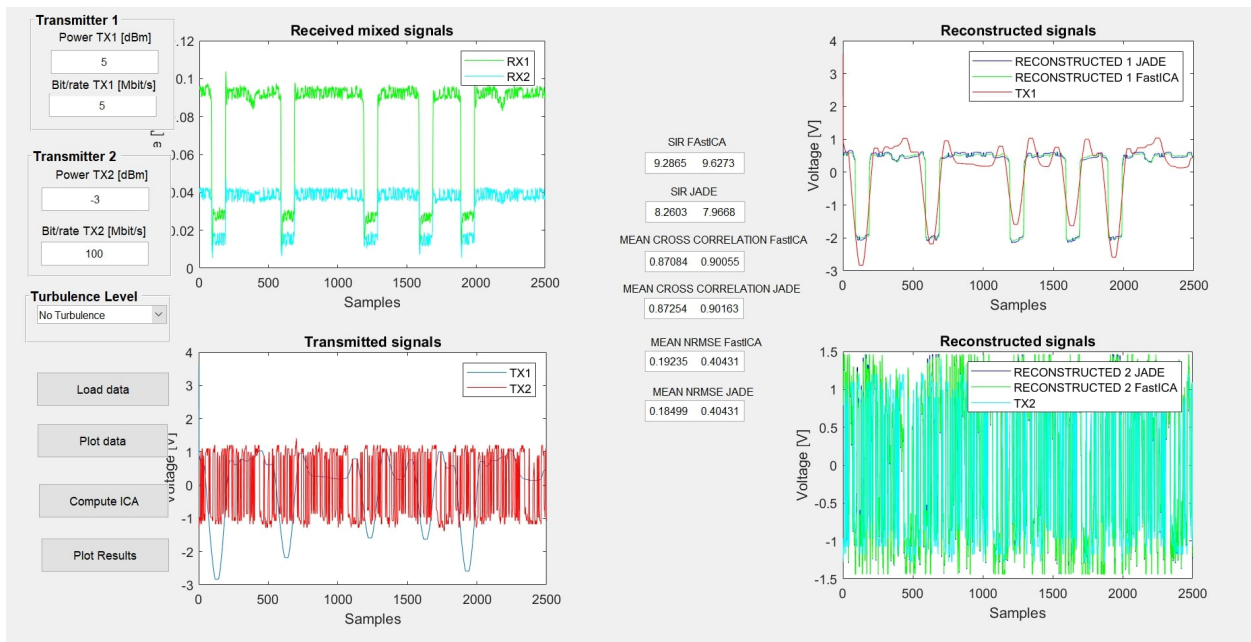 Transmitter 1
Power TX1 [dBm]
5
Bit/rate TX1 [Mbit/s]
5
Transmitter 2
Power TX2 [dBm]
-3
Bit/rate TX2 [Mbit/s]
100
Turbulence Level
No Turbulence
Load data
Plot data
Compute ICA
Plot Results
Received mixed signals
.12
0.1
.08
.06
0.04
0.02
0
RX1
RX2
0 500 1000 1500 2000 2500
Samples
Transmitted signals
Voltage [V]
4
3
2
1
0
-1
-2
-3
TX1
TX2
0 500 1000 1500 2000 2500
Samples
SIR FAstICA
9.2865 9.6273
SIR JADE
8.2603 7.9668
MEAN CROSS CORRELATION FastICA
0.87084 0.90055
MEAN CROSS CORRELATION JADE
0.87254 0.90163
MEAN NRMSE FastICA
0.19235 0.40431
MEAN NRMSE JADE
0.18499 0.40431
Reconstructed signals
Voltage [V]
4
3
2
1
0
-1
-2
-3
RECONSTRUCTED 1 JADE
RECONSTRUCTED 1 FastICA
TX1
0 500 1000 1500 2000 2500
Samples
Reconstructed signals
Voltage [V]
1.5
1
0.5
0
-0.5
-1
-1.5
RECONSTRUCTED 2 JADE
RECONSTRUCTED 2 FastICA
TX2
0 500 1000 1500 2000 2500
Samples